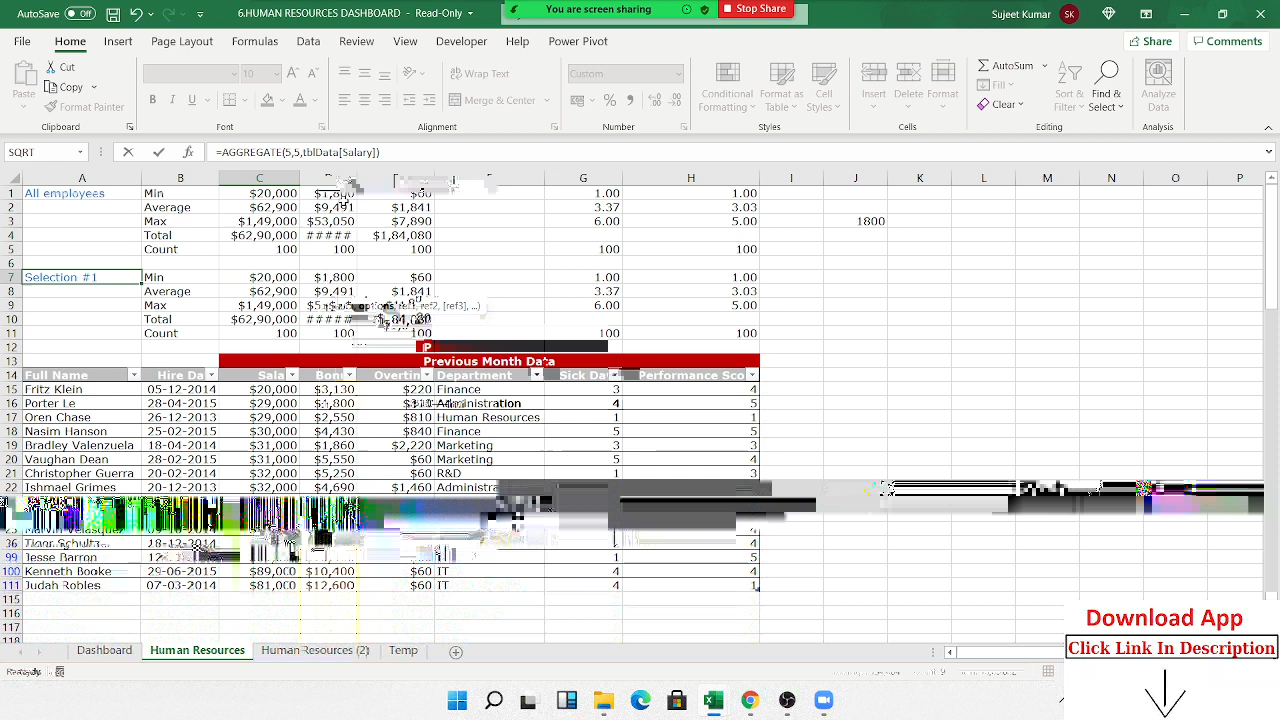 AutoSave Off 6.HUMAN RESOURCES DASHBOARD - Read-Only You are screen sharing Stop Share Sujeet Kumar SK
File Home Insert Page Layout Formulas Data Review View Developer Help Power Pivot Share Comments
Paste Cut Copy Format Painter 10 Wrap Text Merge & Center Custom Conditional Formatting Format as Table Cell Styles Insert Delete Format AutoSum Fill Clear Sort & Filter Find & Select Analyze Data
Clipboard Font Alignment Number Styles Cells Editing Analysis
SQRT =AGGREGATE(5,5,tblData[Salary])
A B C G H I J K L M N O P
1 All employees Min $20,000 1.00 1.00
2 Average $62,900 $9,491 $1,841 3.37 3.03
3 Max $1,49,000 $53,050 $7,890 6.00 5.00 1800
4 Total $62,90,000 ##### $1,84,080
5 Count 100 100 100 100 100
6
7 Selection #1 Min $20,000 $1,800 $60 1.00 1.00
8 Average $62,900 $9,491 $1,841 3.37 3.03
9 Max $1,49,000 6.00 5.00
10 Total $62,90,000 #####
11 Count 100 100 100 100 100
12
13 Previous Month Data
14 Full Name Hire Da Sala Bon Overtin Department Sick Da Performance Sco
15 Fritz Klein 05-12-2014 $20,000 $3,130 $220 Finance 3 4
16 Porter Le 28-04-2015 $29,000 $1,800 $310 Administration 4 5
17 Oren Chase 26-12-2013 $29,000 $2,550 $810 Human Resources 1 1
18 Nasim Hanson 25-02-2015 $30,000 $4,430 $840 Finance 5 5
19 Bradley Valenzuela 18-04-2014 $31,000 $1,860 $2,220 Marketing 3 3
20 Vaughan Dean 28-02-2015 $31,000 $5,550 $60 Marketing 5 4
21 Christopher Guerra 20-02-2014 $32,000 $5,250 $60 R&D 1 3
22 Ishmael Grimes 20-12-2013 $34,000 $1,460
99 Jesse Barron IT 1 5
100 Kenneth Booke 29-06-2015 $89,000 $10,400 $60 IT 4 4
111 Judah Robles 07-03-2014 $81,000 $12,600 $60 IT 4 1
115
116
117
118
Dashboard Human Resources Human Resources (2) Temp
Download App
Click Link In Description